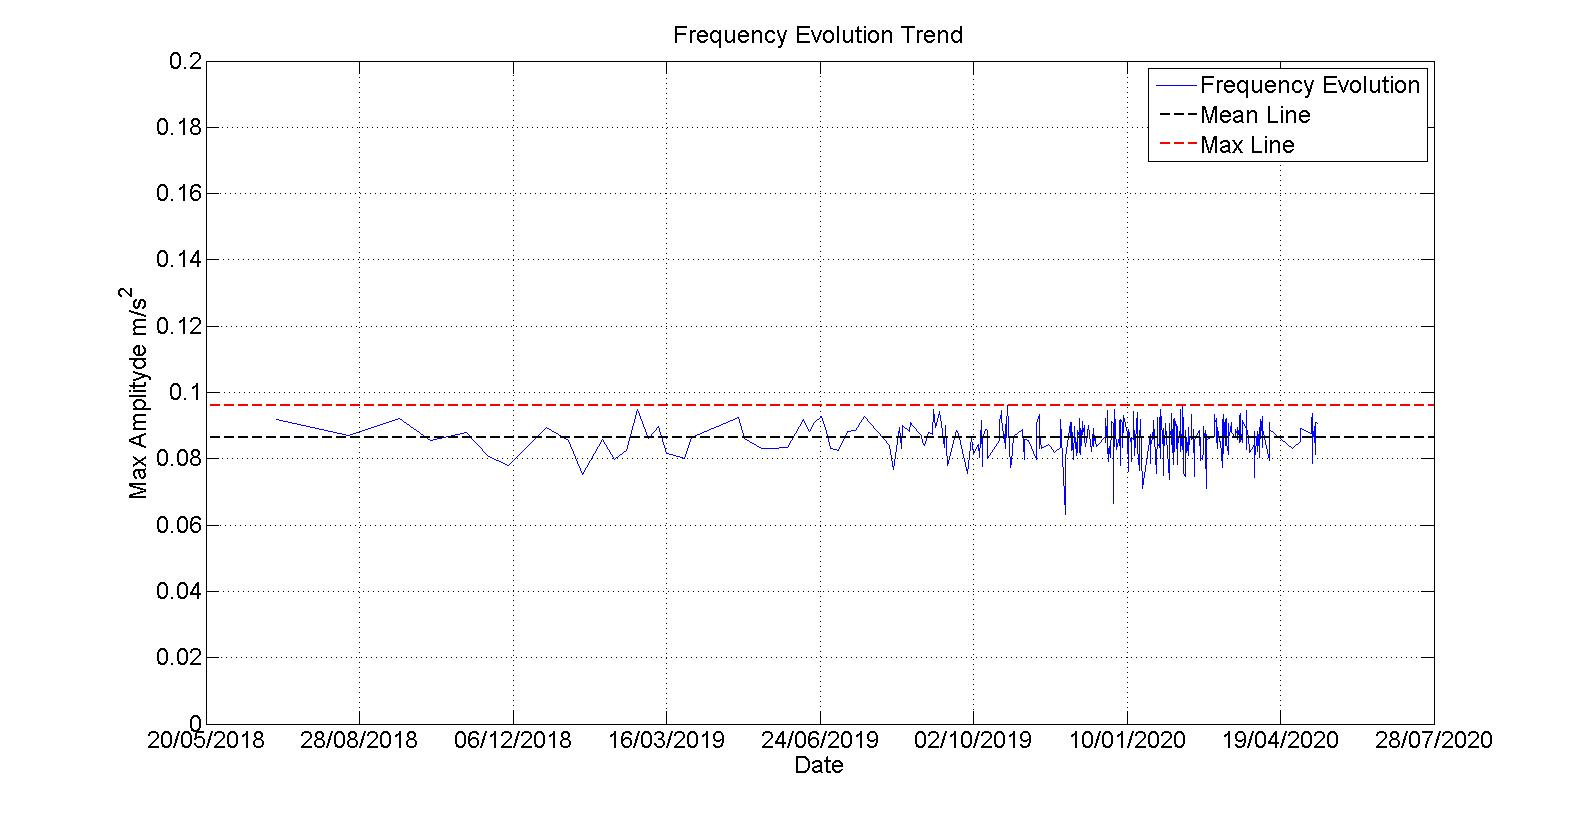 Frequency Evolution Trend
Frequency Evolution
Mean Line
Max Line
0.2
0.18
0.16
0.14
0.12
0.1
0.08
0.06
0.04
0.02
0
Max Amplityde m/s²
20/05/2018 28/08/2018 06/12/2018 16/03/2019 24/06/2019 02/10/2019 10/01/2020 19/04/2020 28/07/2020
Date